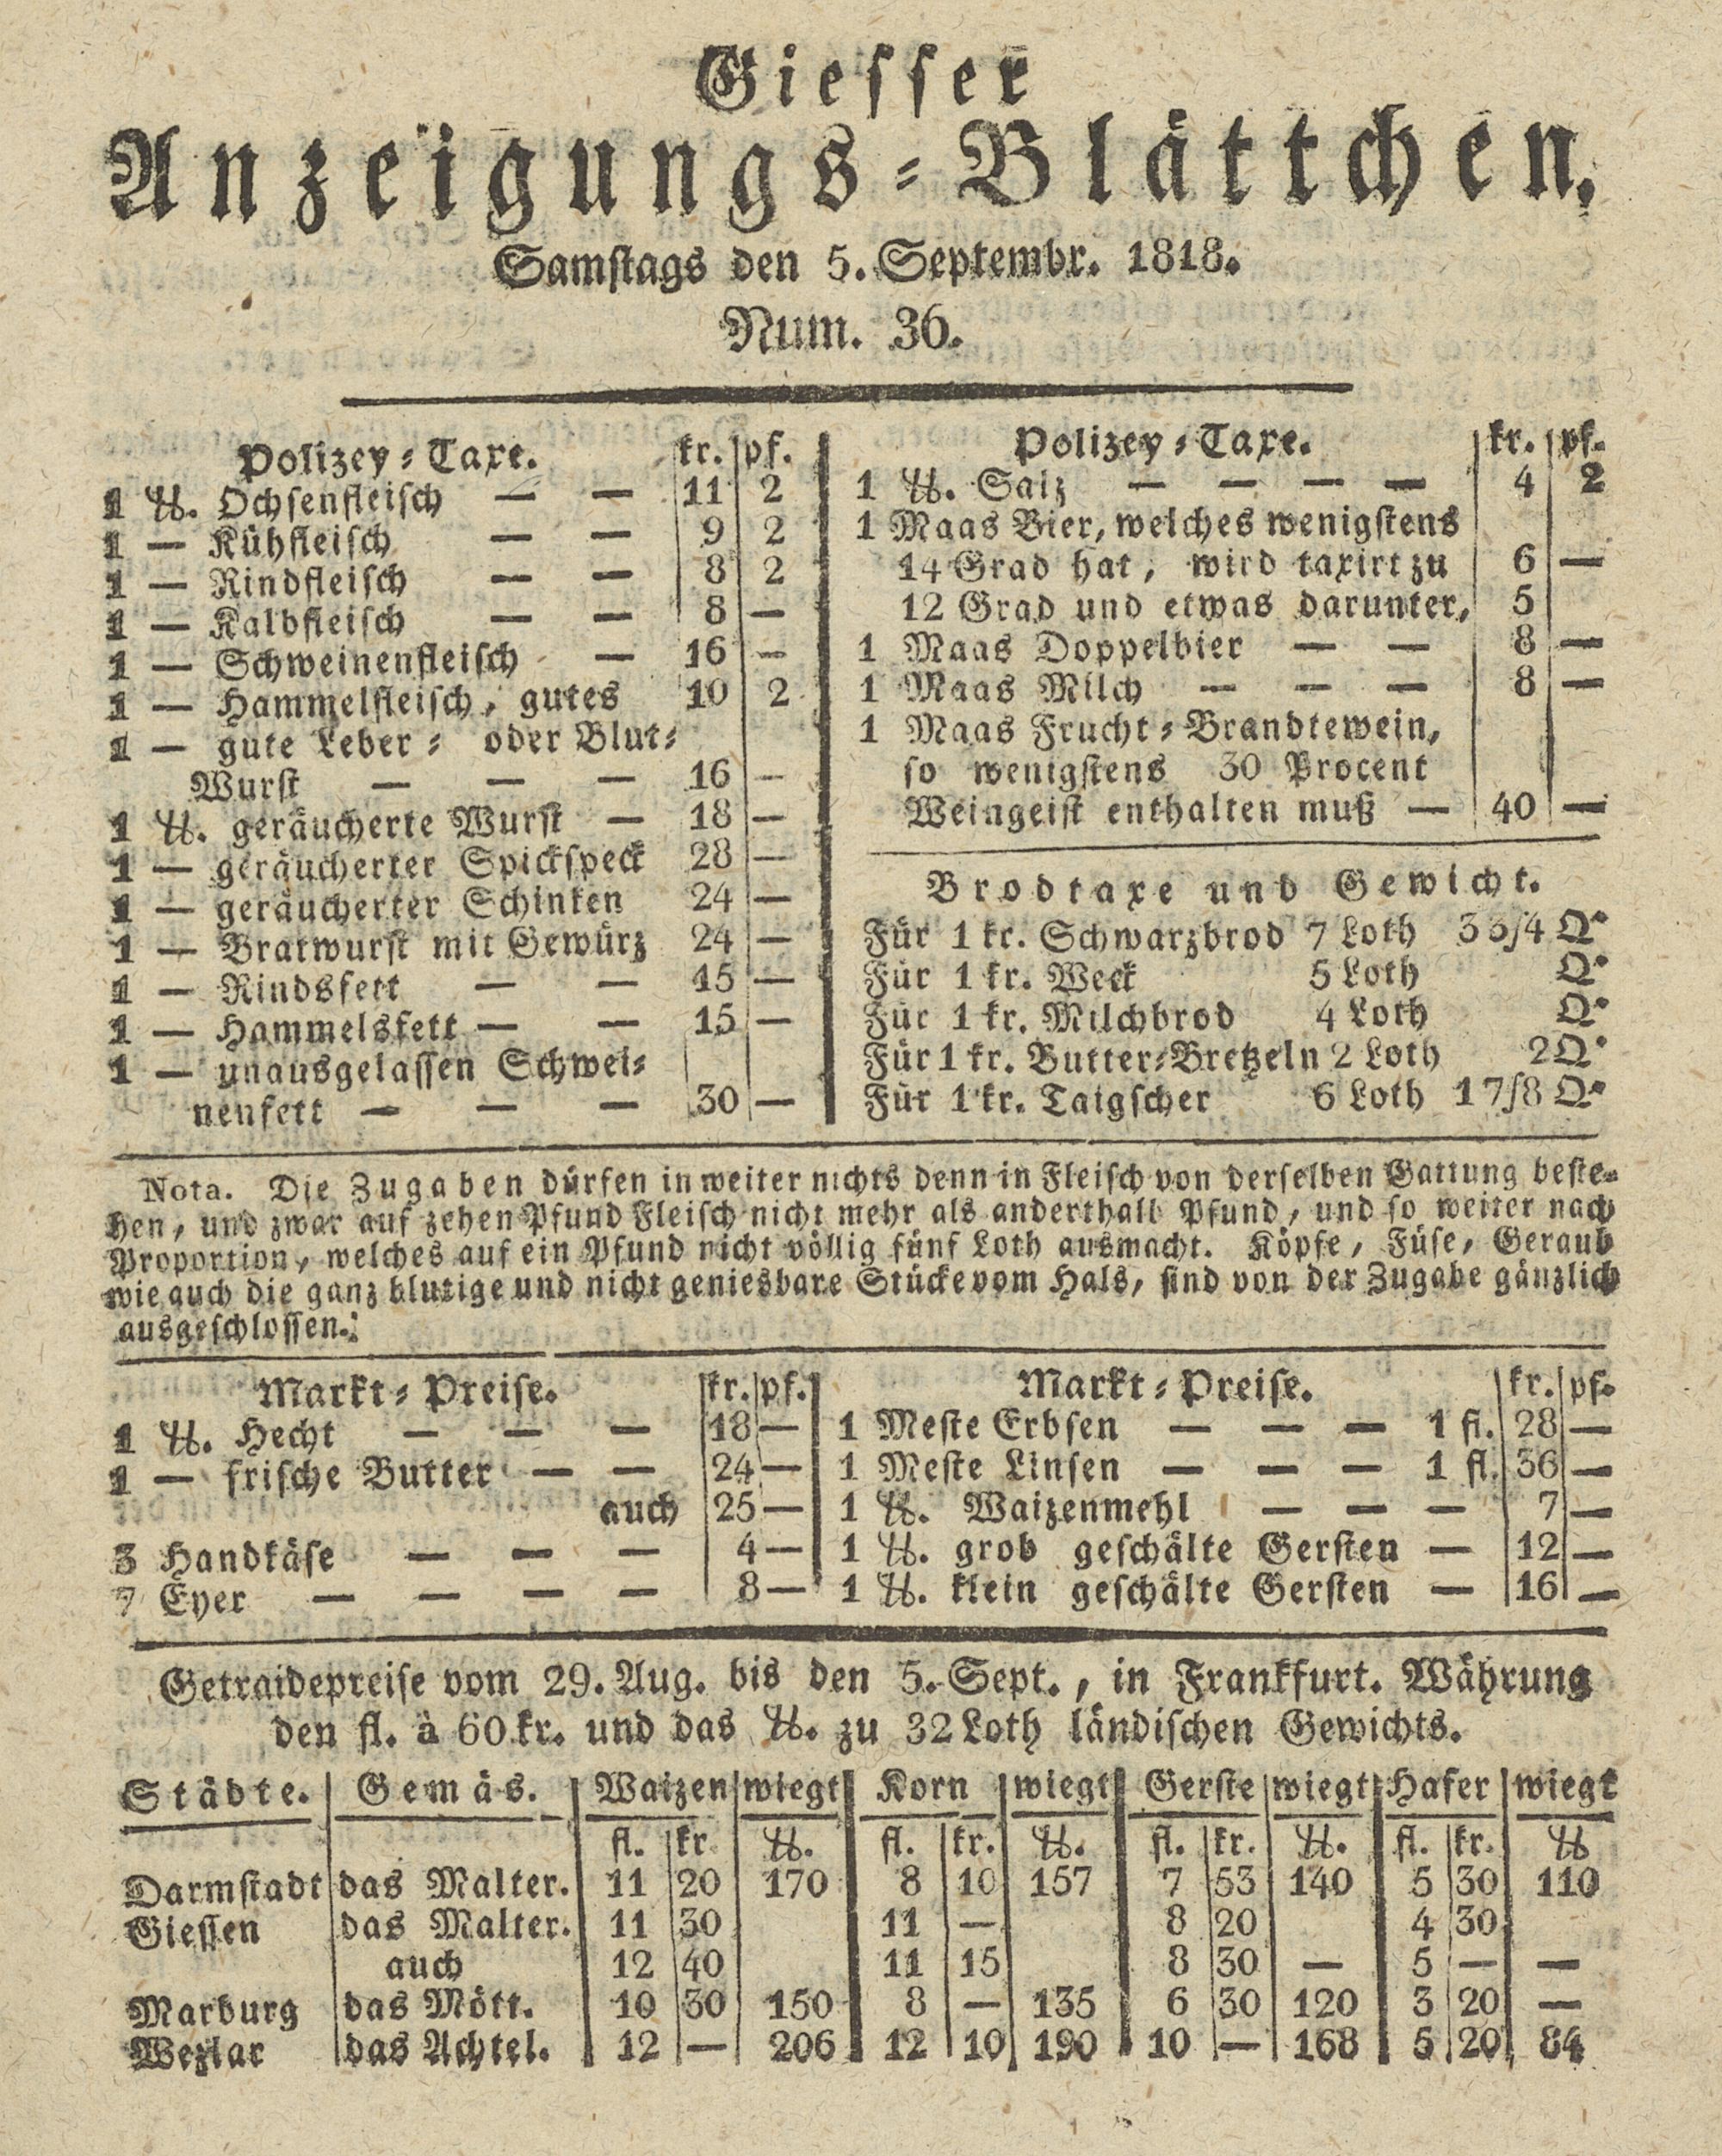 Giesser
Anzeigungs-Blättchen.
Samstags den 5. Septembr. 1818.
Num. 36.
Polizey-Taxe. kr. pf.
1 ℔. Ochsenfleisch — — 11 2
1 — Kühfleisch — — 9 2
1 — Rindfleisch — — 8 2
1 — Kalbfleisch — — 8 —
1 — Schweinenfleisch — 16 —
1 — Hammelfleisch, gutes 10 2
1 — gute Leber- oder Blut-
Wurst — — — 16 —
1 ℔. geräucherte Wurst — 18 —
1 — geräucherter Spickspeck 28 —
1 — geräucherter Schinken 24 —
1 — Bratwurst mit Gewürz 24 —
1 — Rindsfett — — 15 —
1 — Hammelsfett — — 15 —
1 — unausgelassen Schwei-
nenfett — — — 30 —
Polizey-Taxe. kr. pf.
1 ℔. Salz — — — — 4 2
1 Maas Bier, welches wenigstens
14 Grad hat, wird taxirt zu 6 —
12 Grad und etwas darunter, 5
1 Maas Doppelbier — — 8 —
1 Maas Milch — — — 8 —
1 Maas Frucht-Brandtewein,
so wenigstens 30 Procent
Weingeist enthalten muß — 40 —
Brodtaxe und Gewicht.
Für 1 kr. Schwarzbrod 7 Loth 3 3/4 Q.
Für 1 kr. Weck 5 Loth Q.
Für 1 kr. Milchbrod 4 Loth Q.
Für 1 kr. Butter-Bretzeln 2 Loth 2 Q.
Für 1 kr. Taigscher 6 Loth 1 7/8 Q.
Nota. Die Zugaben dürfen in weiter nichts denn in Fleisch von derselben Gattung beste-
hen, und zwar auf zehen Pfund Fleisch nicht mehr als anderthalb Pfund, und so weiter nach
Proportion, welches auf ein Pfund nicht völlig fünf Loth ausmacht. Köpfe, Füse, Geraub
wie auch die ganz blutige und nicht geniesbare Stücke vom Hals, sind von der Zugabe gänzlich
ausgeschlossen.
Markt-Preise. kr. pf.
1 ℔. Hecht — — — 18 —
1 — frische Butter — — 24 —
auch 25 —
3 Handkäse — — — 4 —
7 Eyer — — — — 8 —
Markt-Preise. kr. pf.
1 Meste Erbsen — — — 1 fl. 28 —
1 Meste Linsen — — — 1 fl. 36 —
1 ℔. Waizenmehl — — — 7 —
1 ℔. grob geschälte Gersten — 12 —
1 ℔. klein geschälte Gersten — 16 —
Getraidepreise vom 29. Aug. bis den 5. Sept., in Frankfurt. Währung
den fl. à 60 kr. und das ℔. zu 32 Loth ländischen Gewichts.
Städte. Gemäs. Waizen wiegt Korn wiegt Gerste wiegt Hafer wiegt
fl. kr. ℔. fl. kr. ℔. fl. kr. ℔. fl. kr. ℔
Darmstadt das Malter. 11 20 170 8 10 157 7 53 140 5 30 110
Giessen das Malter. 11 30 11 — 8 20 4 30
auch 12 40 11 15 8 30 — 5 — —
Marburg das Mött. 10 30 150 8 — 135 6 30 120 3 20 —
Wezlar das Achtel. 12 — 206 12 10 190 10 — 168 5 20 84